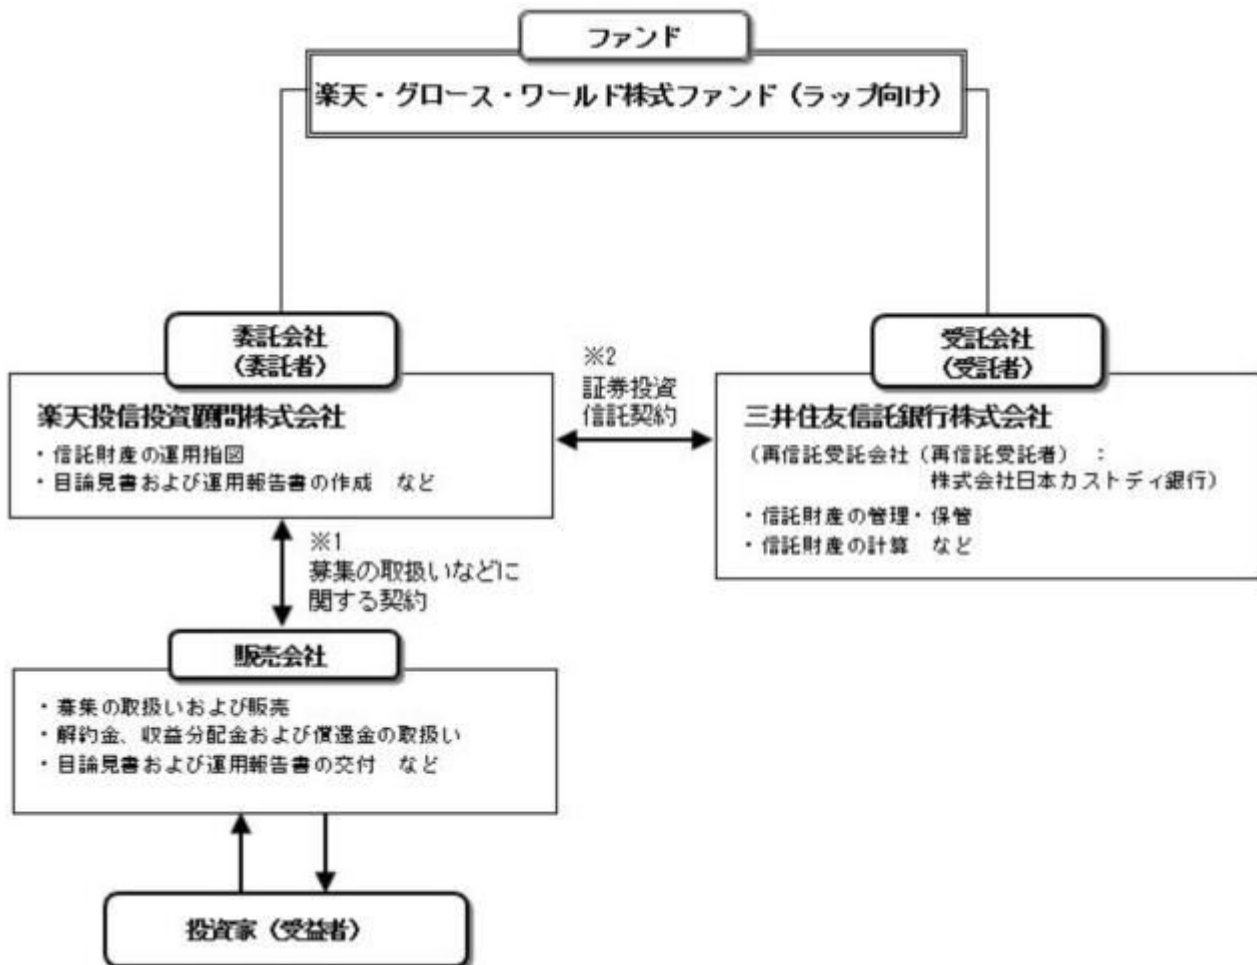 ファンド
楽天・グロース・ワールド株式ファンド（ラップ向け）
委託会社
（委託者）
楽天投信投資顧問株式会社
・信託財産の運用指図
・目論見書および運用報告書の作成　など
※2
証券投資
信託契約
受託会社
（受託者）
三井住友信託銀行株式会社
（再信託受託会社（再信託受託者）　：
株式会社日本カストディ銀行）
・信託財産の管理・保管
・信託財産の計算　など
※1
募集の取扱いなどに
関する契約
販売会社
・募集の取扱いおよび販売
・解約金、収益分配金および償還金の取扱い
・目論見書および運用報告書の交付　など
投資家（受益者）